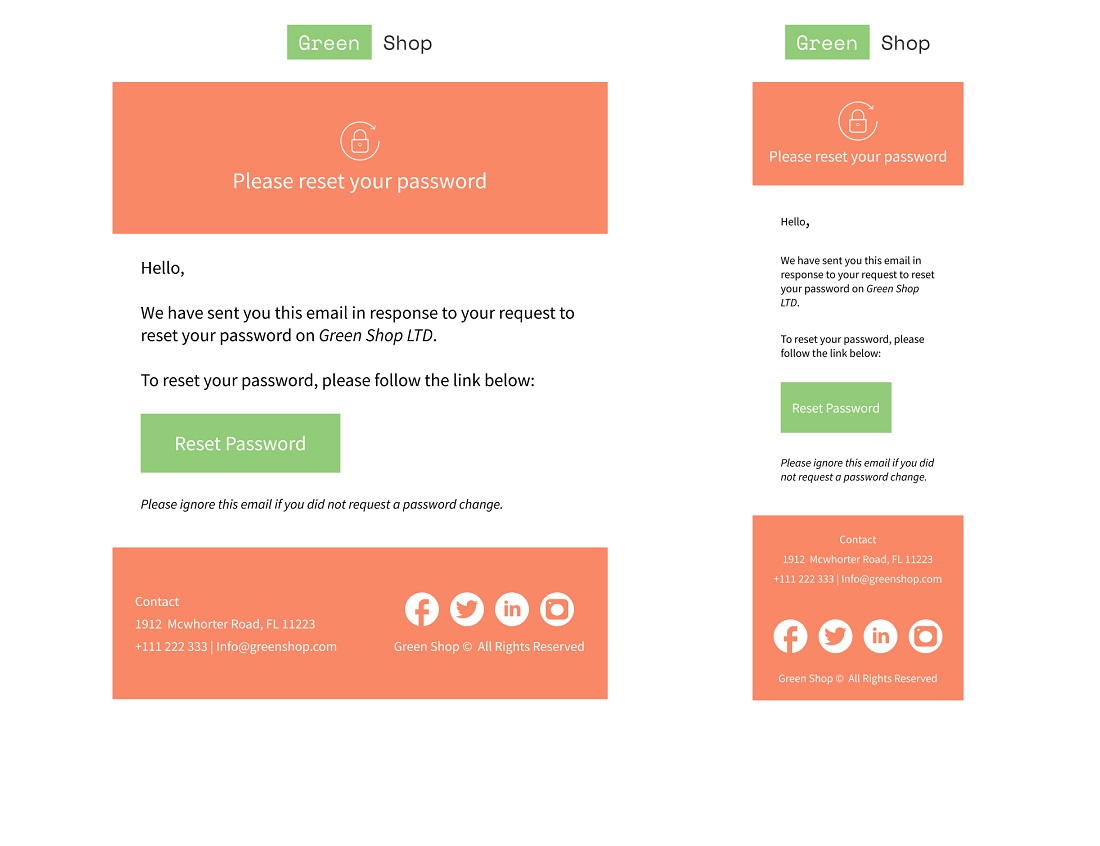 Green Shop
Please reset your password
Hello,
We have sent you this email in response to your request to
reset your password on Green Shop LTD.
To reset your password, please follow the link below:
Reset Password
Please ignore this email if you did not request a password change.
Contact
1912 Mcwhorter Road, FL 11223
+111 222 333 | Info@greenshop.com
in
Green Shop © All Rights Reserved
Green Shop
Please reset your password
Hello,
We have sent you this email in
response to your request to reset
your password on Green Shop
LTD.
To reset your password, please
follow the link below:
Reset Password
Please ignore this email if you did
not request a password change.
Contact
1912 Mcwhorter Road, FL 11223
+111 222 333 | Info@greenshop.com
in
Green Shop © All Rights Reserved